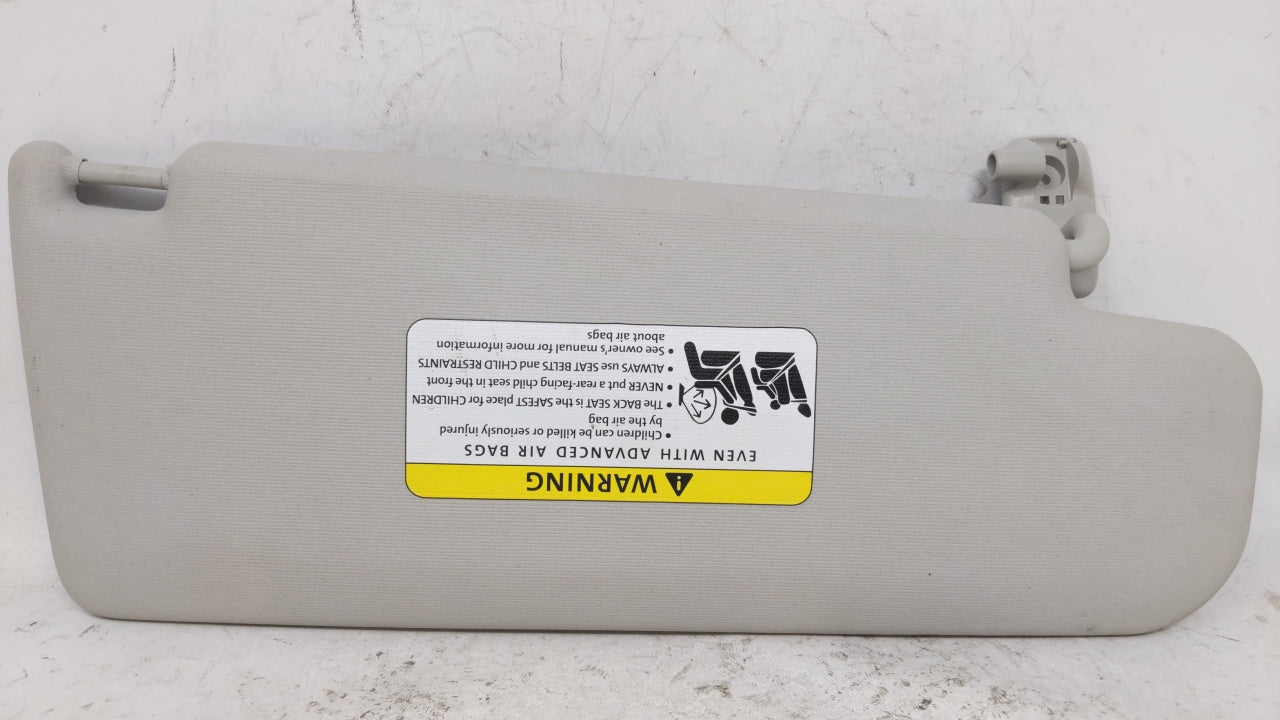 WARNING
EVEN WITH ADVANCED AIR BAGS
• Children can be killed or seriously injured
by the air bag
• The BACK SEAT is the SAFEST place for CHILDREN
• NEVER put a rear-facing child seat in the front
• ALWAYS use SEAT BELTS and CHILD RESTRAINTS
• See owner's manual for more information
about air bags